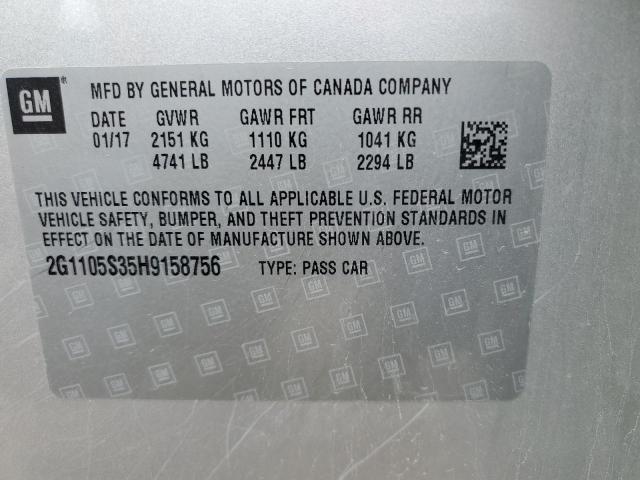 GM ® MFD BY GENERAL MOTORS OF CANADA COMPANY
DATE GVWR GAWR FRT GAWR RR
01/17 2151 KG 1110 KG 1041 KG
4741 LB 2447 LB 2294 LB
THIS VEHICLE CONFORMS TO ALL APPLICABLE U.S. FEDERAL MOTOR
VEHICLE SAFETY, BUMPER, AND THEFT PREVENTION STANDARDS IN
EFFECT ON THE DATE OF MANUFACTURE SHOWN ABOVE.
2G1105S35H9158756 TYPE: PASS CAR